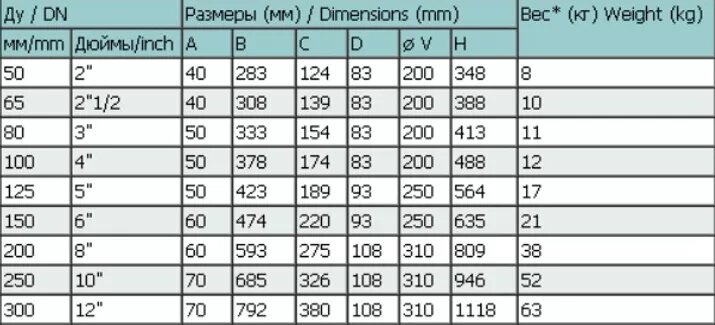 Ду / DN Размеры (мм) / Dimensions (mm) Вес* (кг) Weight (kg)
мм/mm Дюймы/inch A B C D ø V H
50 2" 40 283 124 83 200 348 8
65 2"1/2 40 308 139 83 200 388 10
80 3" 50 333 154 83 200 413 11
100 4" 50 378 174 83 200 488 12
125 5" 50 423 189 93 250 564 17
150 6" 60 474 220 93 250 635 21
200 8" 60 593 275 108 310 809 38
250 10" 70 685 326 108 310 946 52
300 12" 70 792 380 108 310 1118 63